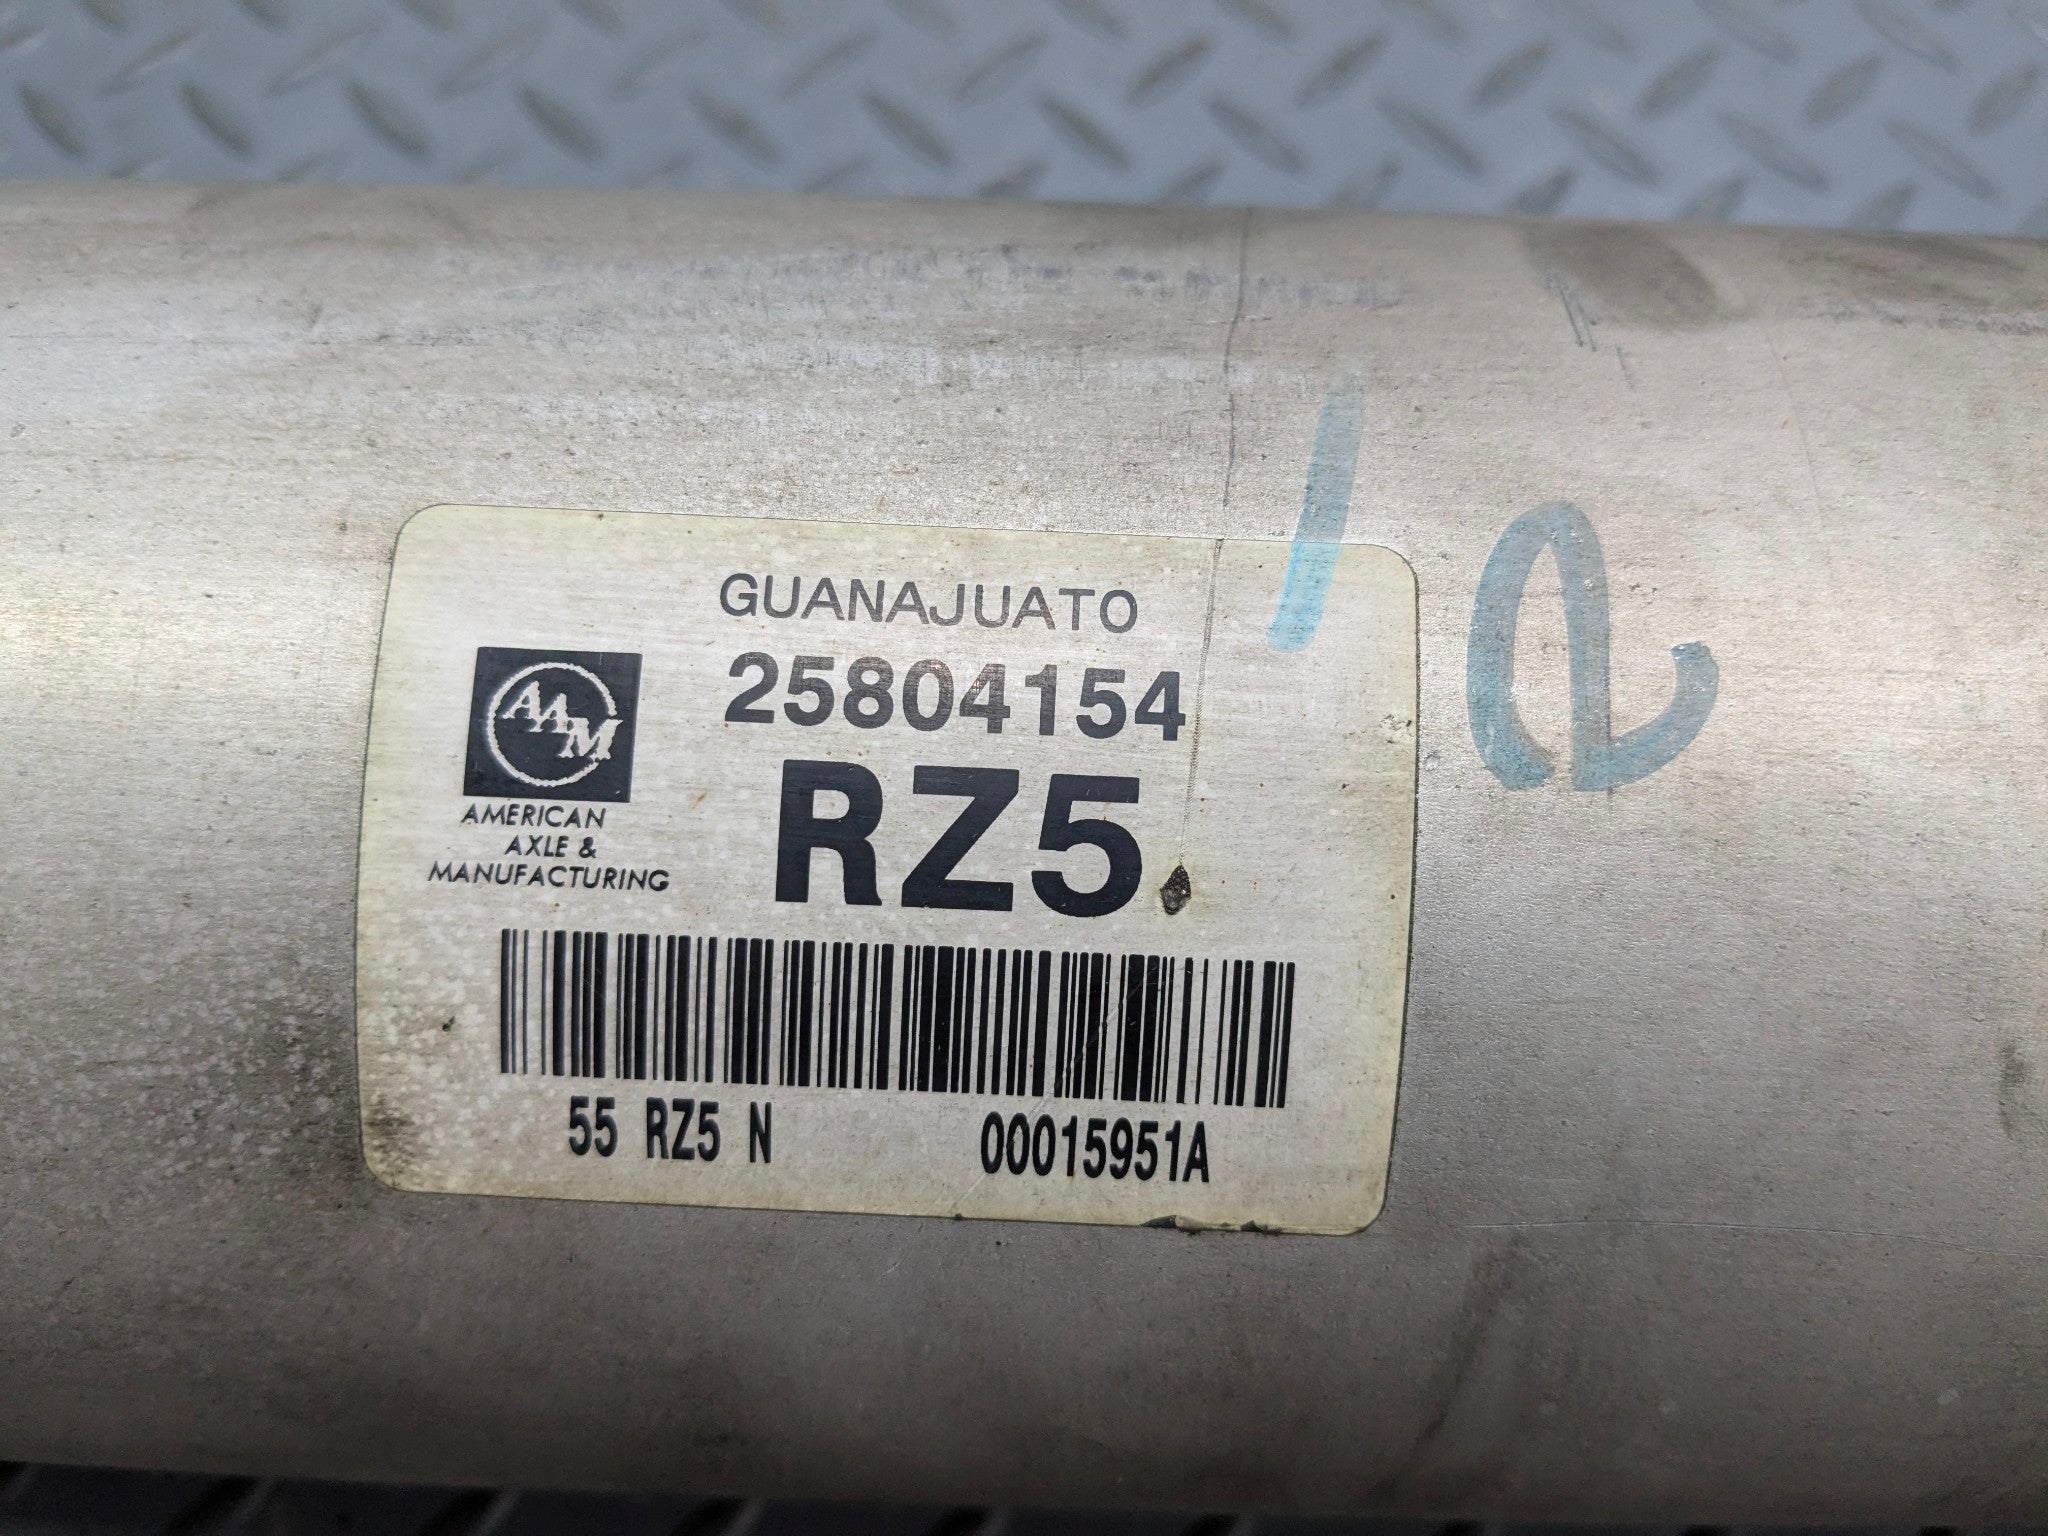 GUANAJUATO
25804154
RZ5
AAM
AMERICAN
AXLE &
MANUFACTURING
55 RZ5 N 00015951A